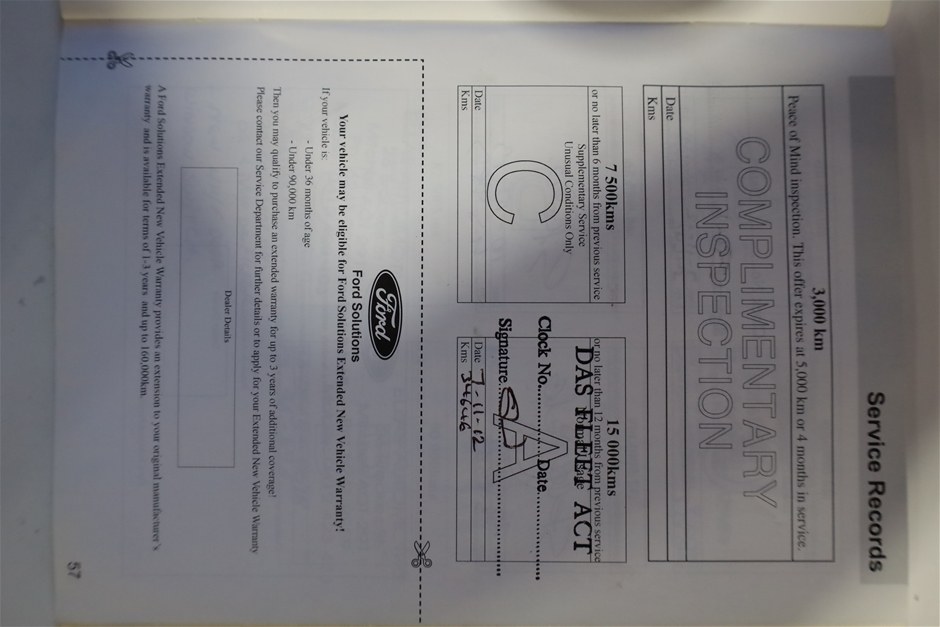 Service Records
3,000 km
Peace of Mind inspection. This offer expires at 5,000 km or 4 months in service.
COMPLIMENTARY
INSPECTION
Date
Kms
7 500kms
or no later than 6 months from previous service
Supplementary Service
Unusual Conditions Only
C
Date
Kms
15 000kms
or no later than 12 months from previous service
DAS FLEET ACT
A
Clock No. Date
Signature
Date 7-11-12
Kms 34646
Ford
Ford Solutions
Your vehicle may be eligible for Ford Solutions Extended New Vehicle Warranty!
If your vehicle is:
- Under 36 months of age
- Under 90,000 km
Then you may qualify to purchase an extended warranty for up to 3 years of additional coverage!
Please contact our Service Department for further details or to apply for your Extended New Vehicle Warranty
Dealer Details
A Ford Solutions Extended New Vehicle Warranty provides an extension to your original manufacturer's
warranty and is available for terms of 1-3 years and up to 160,000km.
57